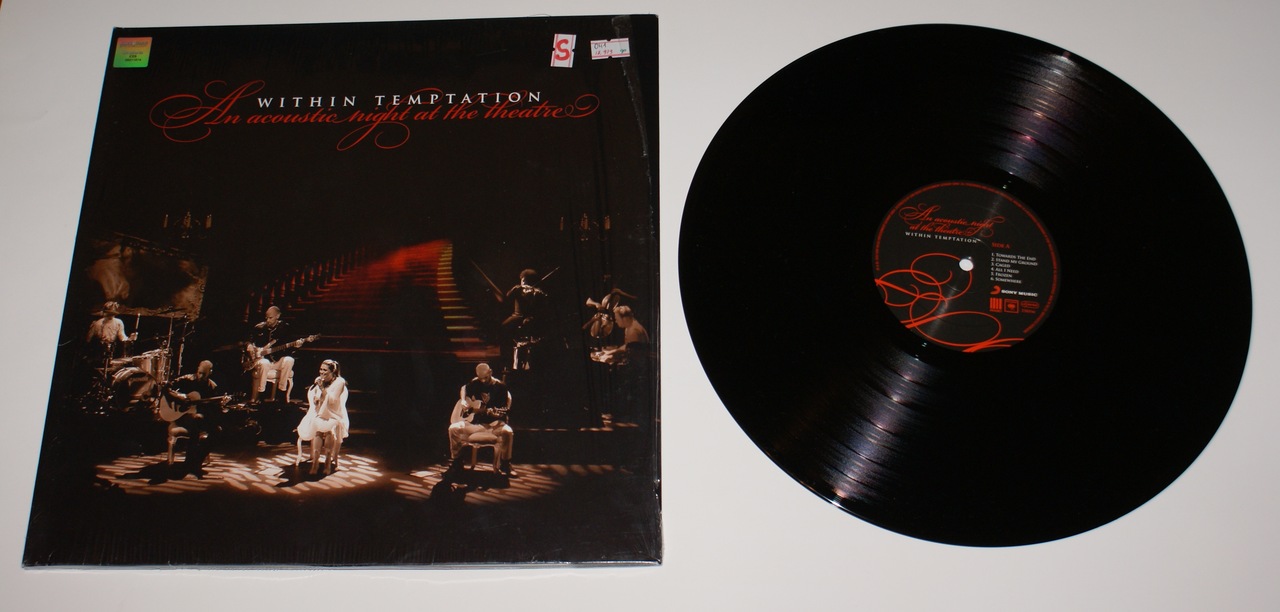 WITHIN TEMPTATION
An acoustic night at the theatre
S
An acoustic night
at the theatre
WITHIN TEMPTATION
SIDE A
1. TOWARDS THE END
2. STAND MY GROUND
3. CAGED
4. ALL I NEED
5. FROZEN
6. SOMEWHERE
SONY MUSIC